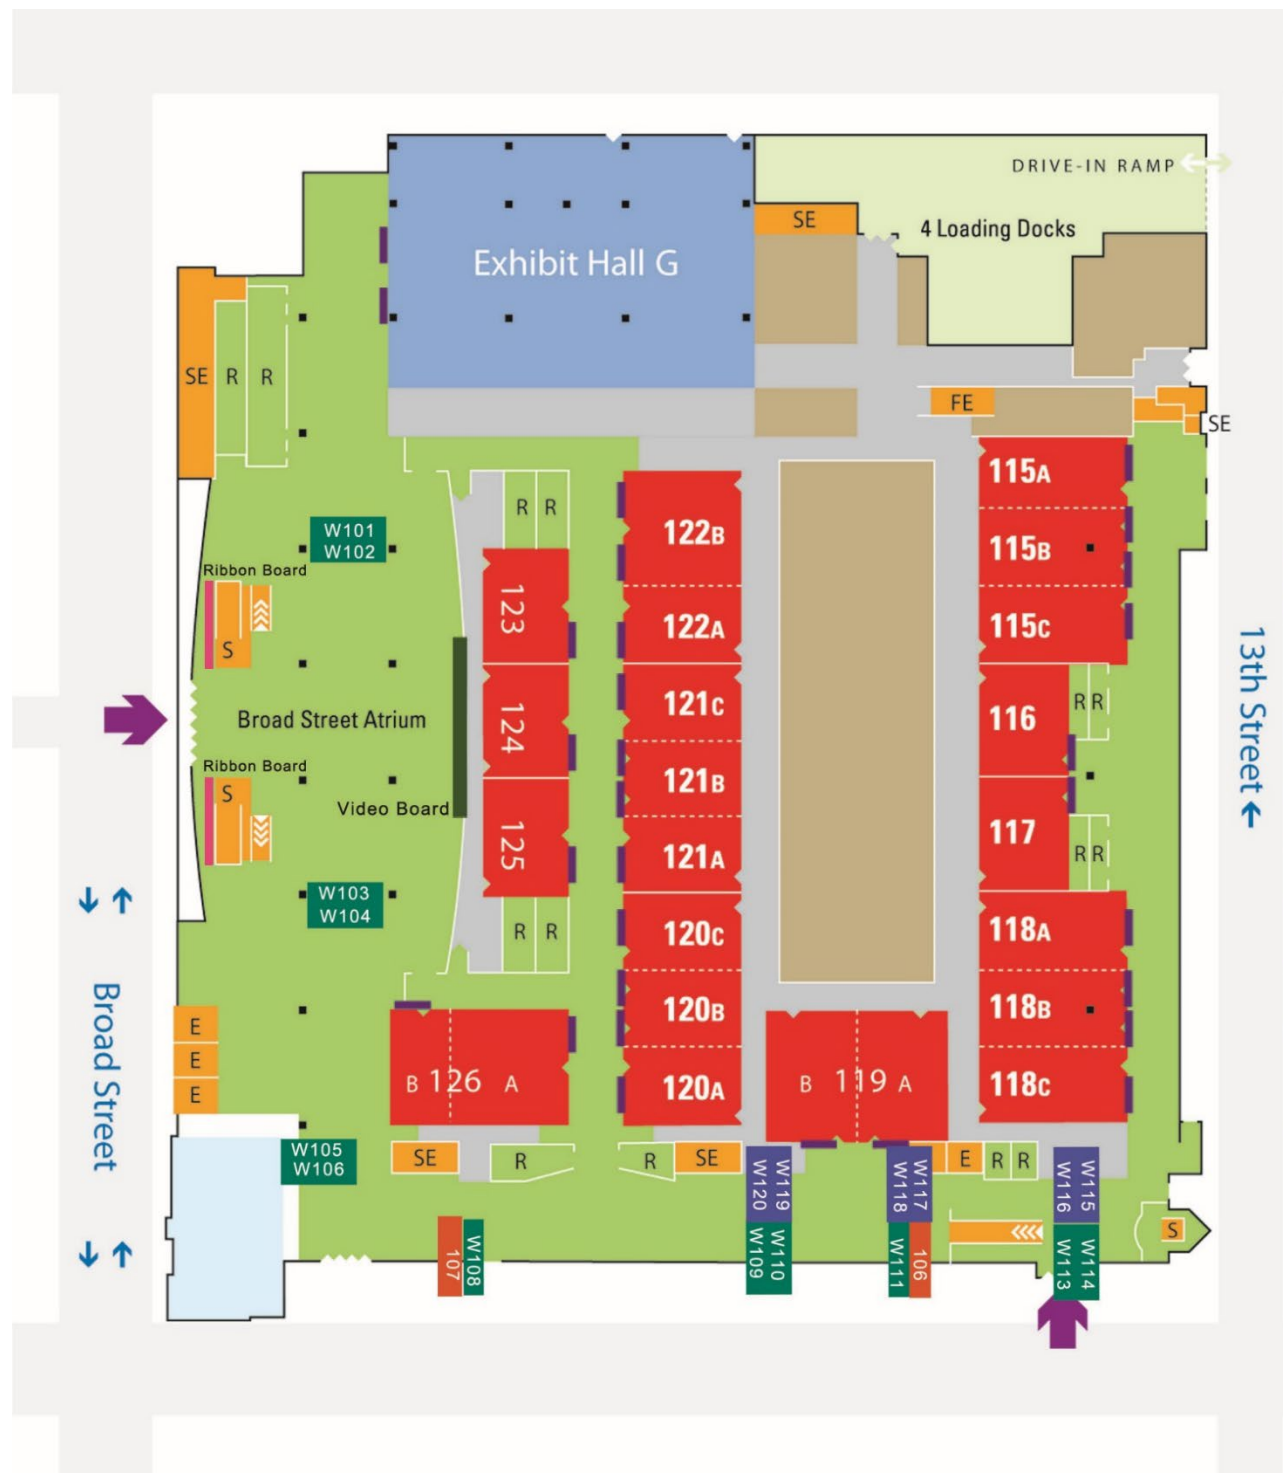 DRIVE-IN RAMP
SE
4 Loading Docks
Exhibit Hall G
SE
R
R
FE
SE
115A
122B
R
R
W101
W102
115B
Ribbon Board
123
122A
115C
S
121C
116
R
R
Broad Street Atrium
124
13th Street
Ribbon Board
S
121B
Video Board
125
121A
117
R
R
W103
W104
120C
118A
R
R
Broad Street
120B
118B
E
E
E
B 126 A
120A
B 119 A
118C
W105
W106
SE
R
R
SE
E
R
R
W119
W120
W117
W118
W115
W116
S
W108
107
W110
W109
106
W111
W114
W113